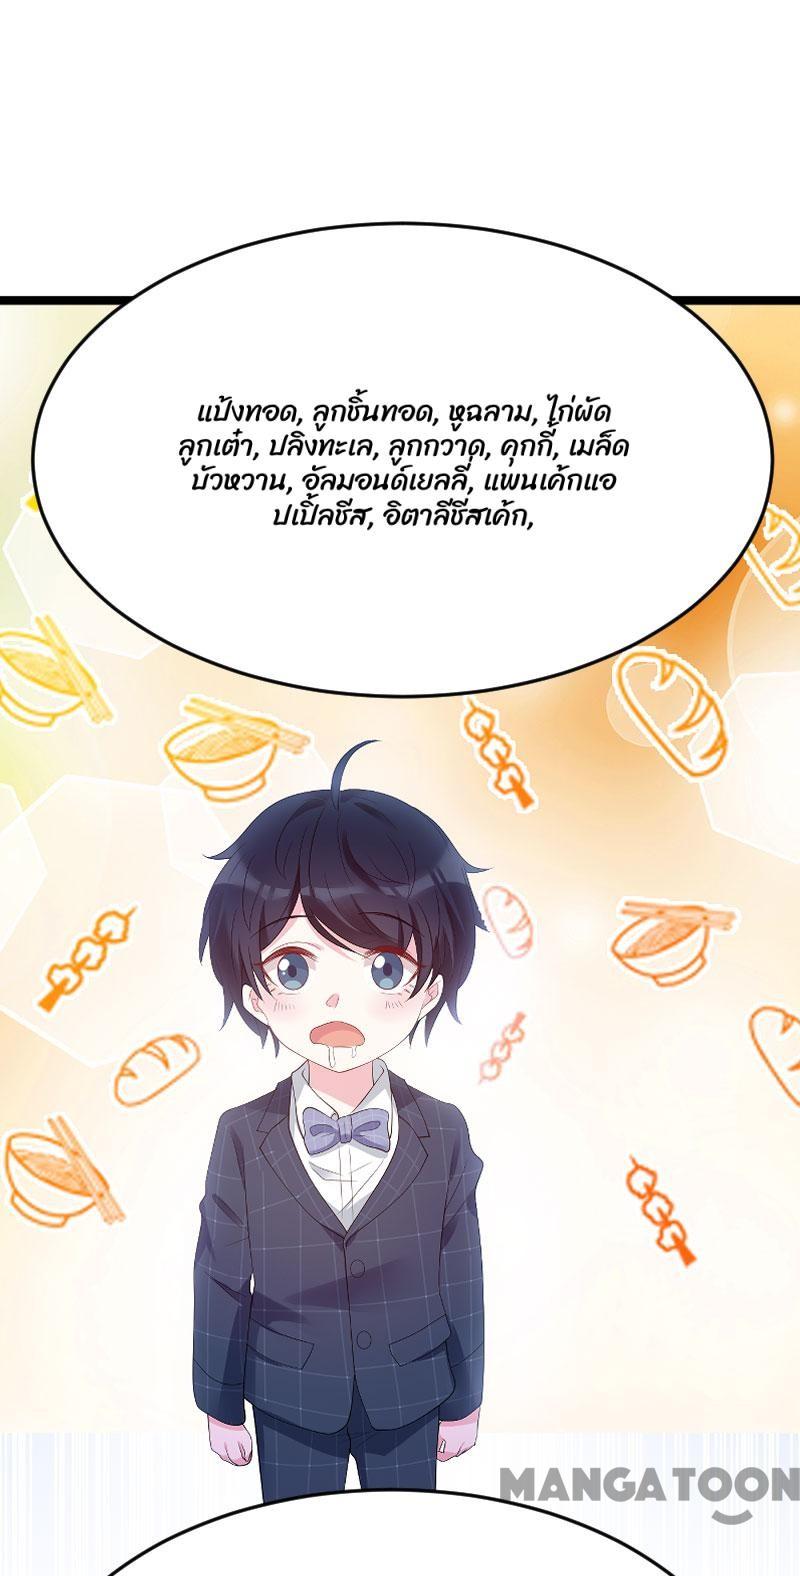 แป้งทอด, ลูกชิ้นทอด, หูฉลาม, ไก่ผัด
ลูกเต๋า, ปลิงทะเล, ลูกกวาด, คุกกี้, เมล็ด
บัวหวาน, อัลมอนด์เยลลี่, แพนเค้กแอ
ปเปิ้ลชีส, อิตาลีชีสเค้ก,
MANGATOON